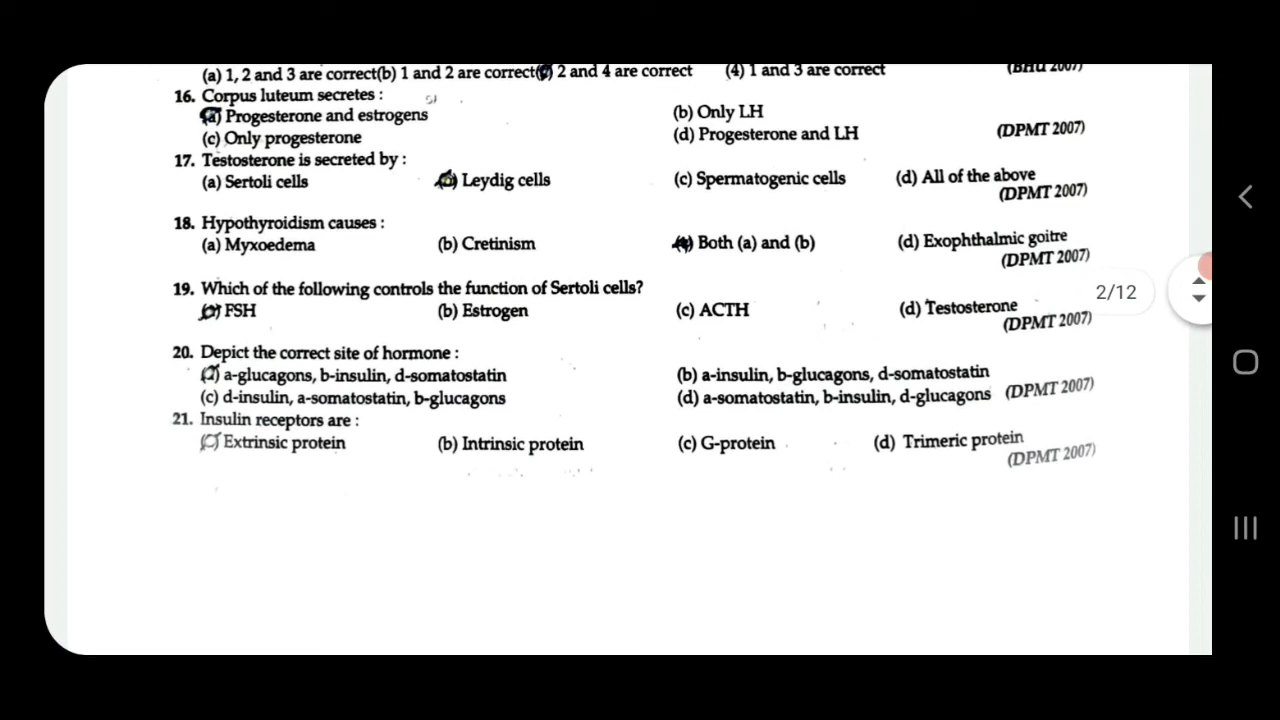 (a) 1, 2 and 3 are correct(b) 1 and 2 are correct(c) 2 and 4 are correct (4) 1 and 3 are correct (BHU 2007)
16. Corpus luteum secretes :
(a) Progesterone and estrogens (b) Only LH
(c) Only progesterone (d) Progesterone and LH (DPMT 2007)
17. Testosterone is secreted by :
(a) Sertoli cells (b) Leydig cells (c) Spermatogenic cells (d) All of the above
(DPMT 2007)
18. Hypothyroidism causes :
(a) Myxoedema (b) Cretinism Both (a) and (b) (d) Exophthalmic goitre
(DPMT 2007)
19. Which of the following controls the function of Sertoli cells?
FSH (b) Estrogen (c) ACTH (d) Testosterone
(DPMT 2007)
2/12
20. Depict the correct site of hormone :
a-glucagons, b-insulin, d-somatostatin (b) a-insulin, b-glucagons, d-somatostatin
(c) d-insulin, a-somatostatin, b-glucagons (d) a-somatostatin, b-insulin, d-glucagons (DPMT 2007)
21. Insulin receptors are :
Extrinsic protein (b) Intrinsic protein (c) G-protein (d) Trimeric protein
(DPMT 2007)